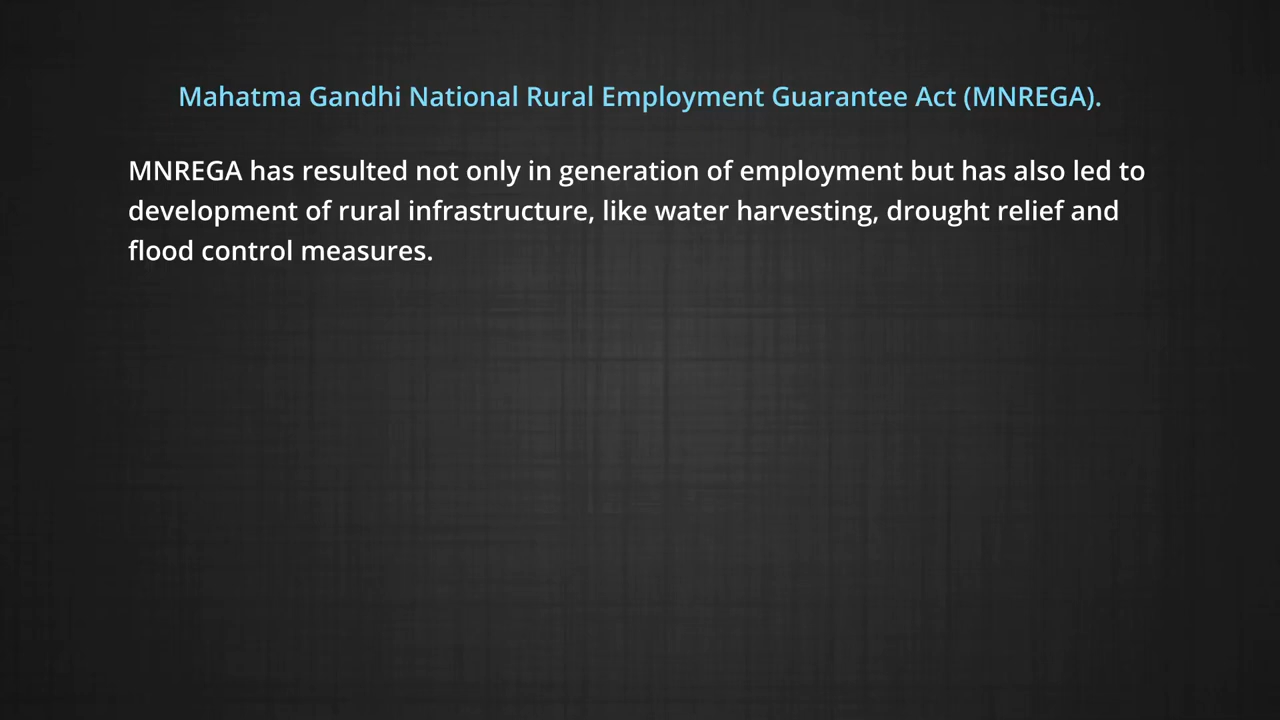 Mahatma Gandhi National Rural Employment Guarantee Act (MNREGA).
MNREGA has resulted not only in generation of employment but has also led to
development of rural infrastructure, like water harvesting, drought relief and
flood control measures.